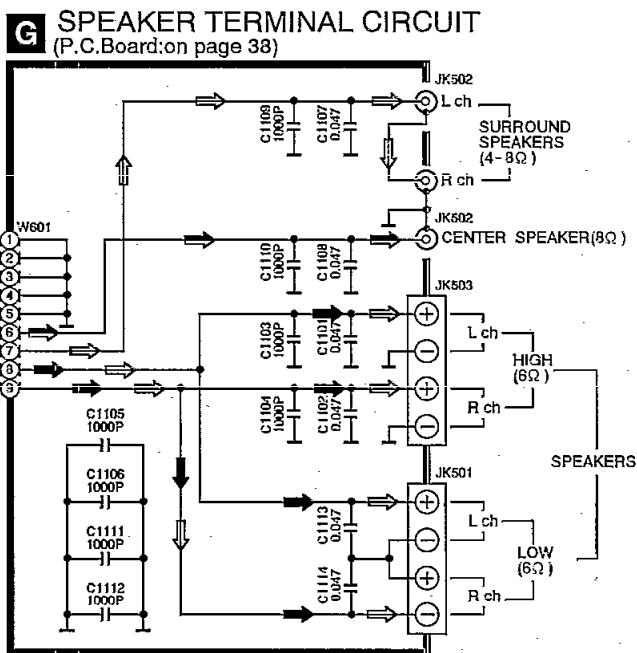 G SPEAKER TERMINAL CIRCUIT
(P.C.Board:on page 38)
JK502
L ch
C1109
1000P
C1107
0.047
SURROUND
SPEAKERS
(4-8Ω)
R ch
W601
JK502
CENTER SPEAKER(8Ω)
1
2
3
4
5
6
7
8
9
C1110
1000P
C1108
0.047
JK503
+
C1103
1000P
C1101
0.047
L ch
−
HIGH
(6Ω)
+
C1104
1000P
C1102
0.047
R ch
−
SPEAKERS
C1105
1000P
C1106
1000P
C1111
1000P
C1112
1000P
JK501
+
C1113
0.047
L ch
−
LOW
(6Ω)
+
C1114
0.047
R ch
−